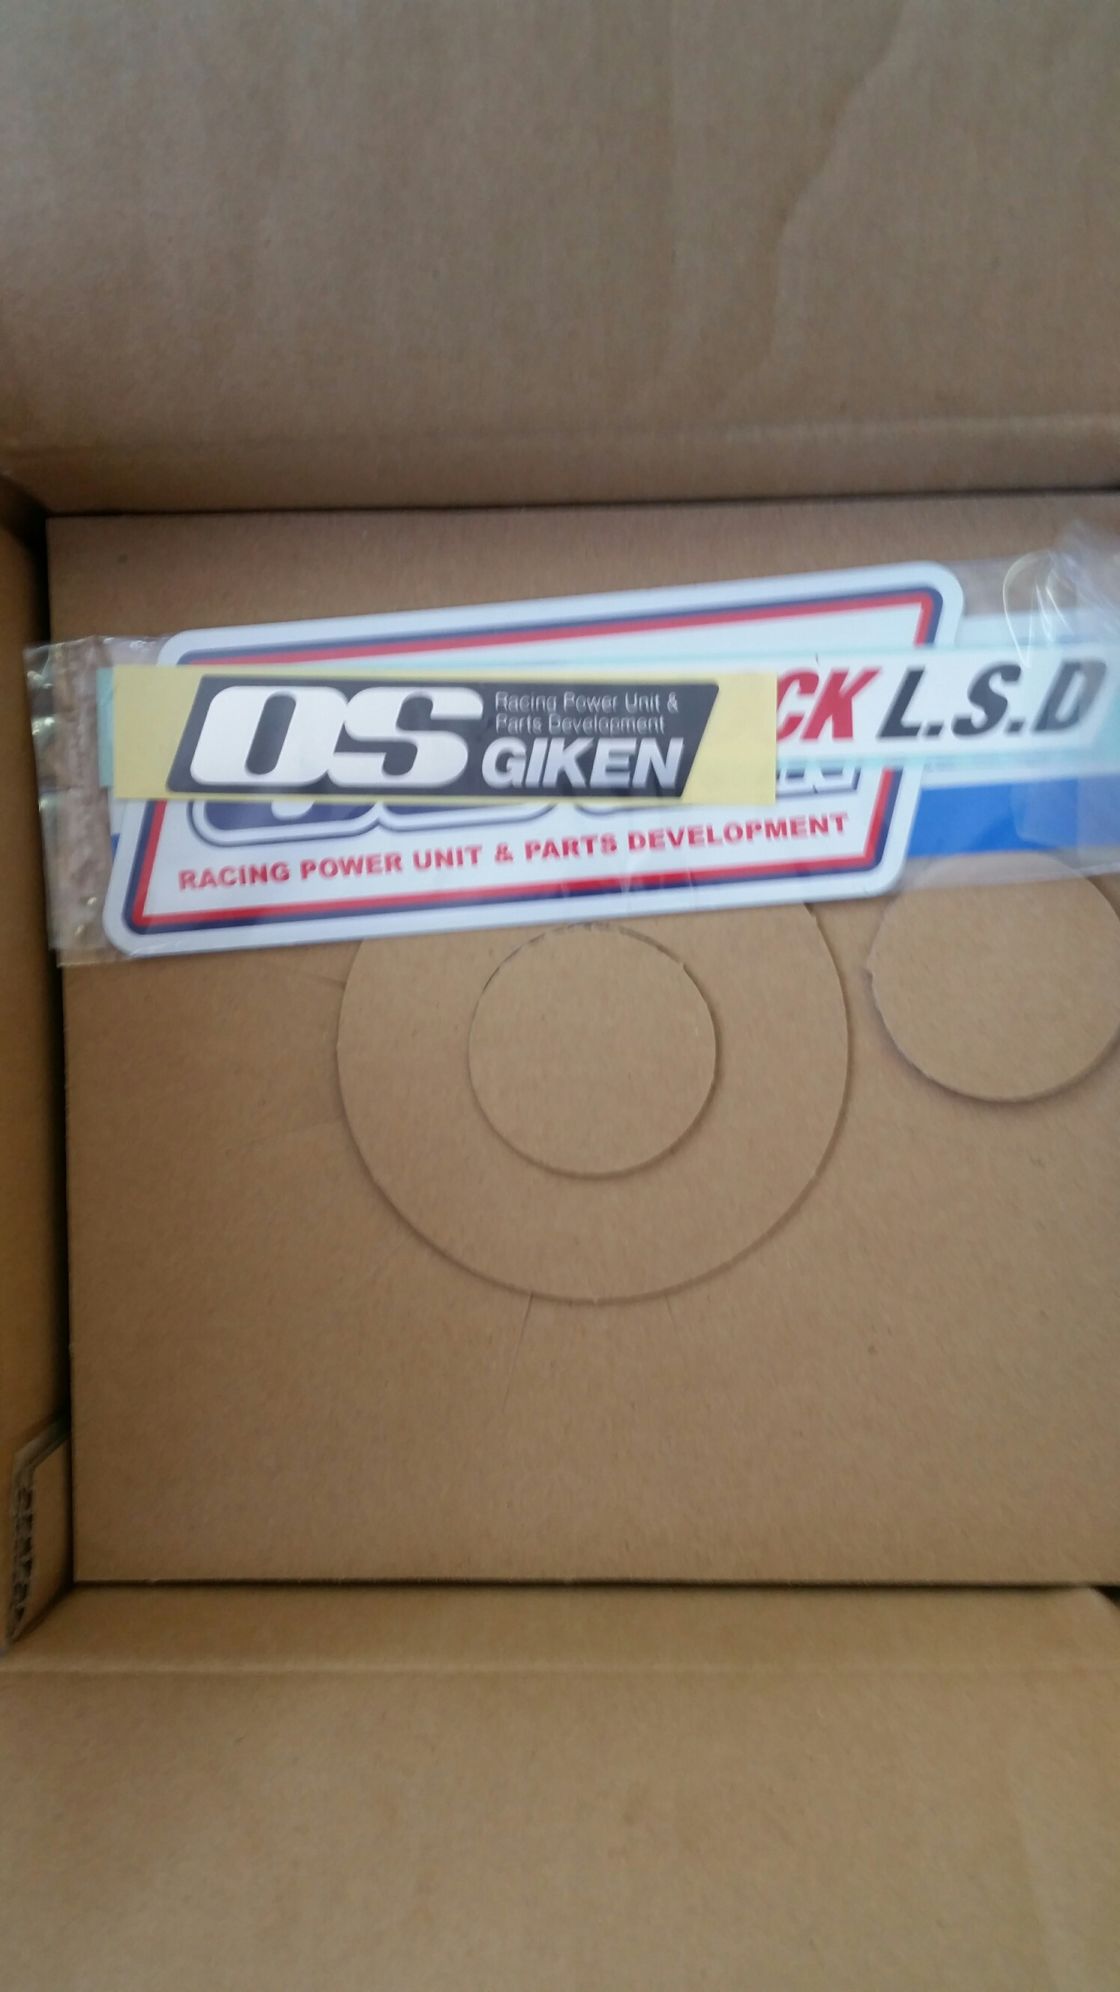 OS
Racing Power Unit &
Parts Development
GIKEN
CK L.S.D
RACING POWER UNIT & PARTS DEVELOPMENT